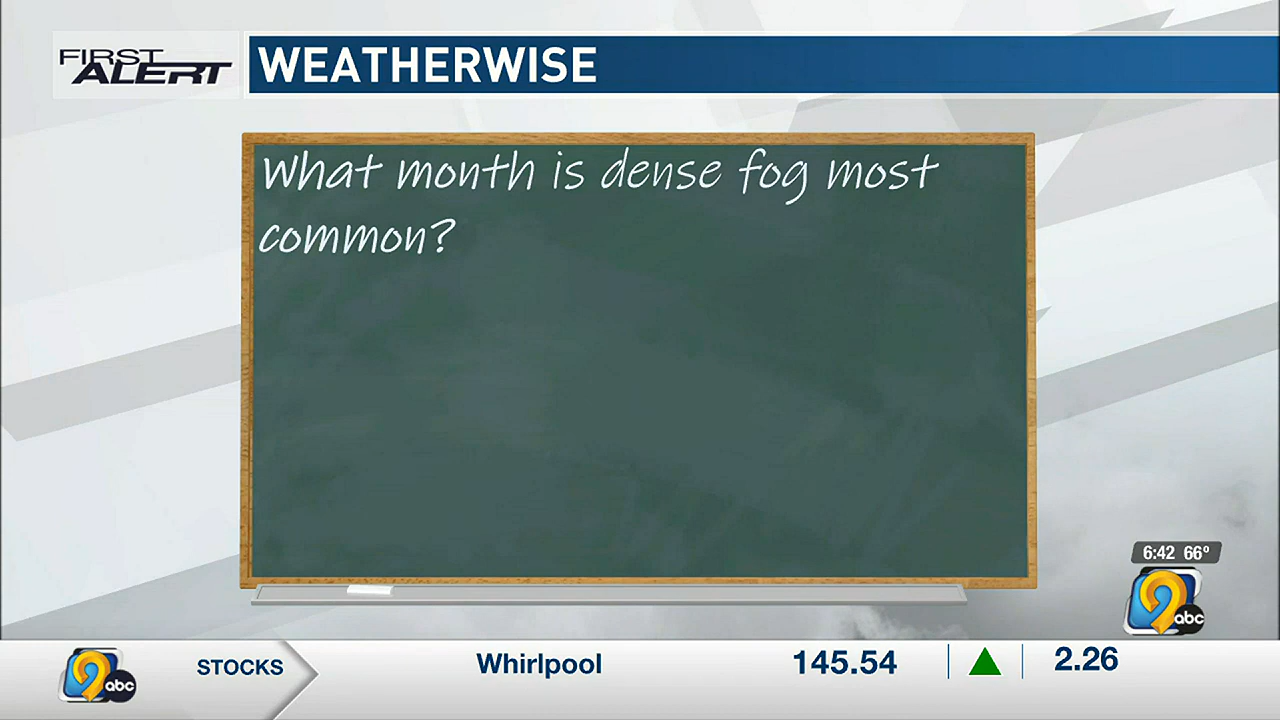 FIRST
ALERT
WEATHERWISE
What month is dense fog most
common?
6:42 66°
9 abc
9 abc STOCKS Whirlpool 145.54 2.26